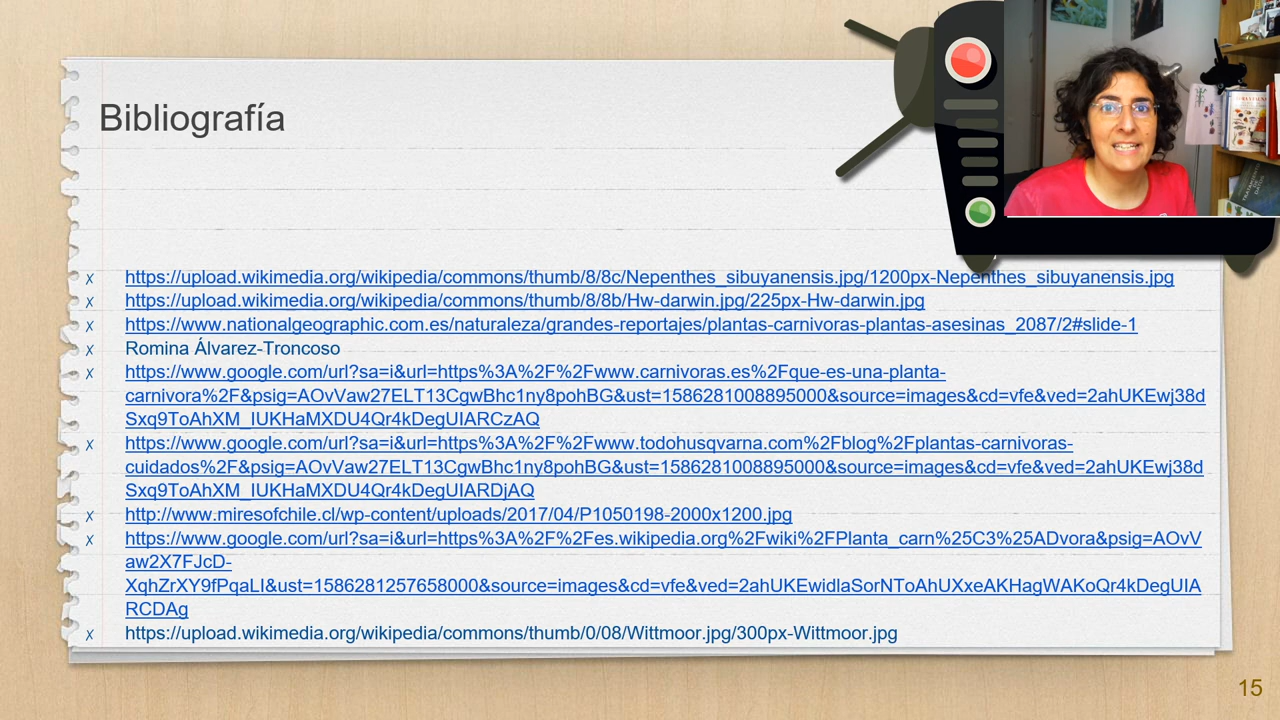 Bibliografía
x https://upload.wikimedia.org/wikipedia/commons/thumb/8/8c/Nepenthes_sibuyanensis.jpg/1200px-Nepenthes_sibuyanensis.jpg
x https://upload.wikimedia.org/wikipedia/commons/thumb/8/8b/Hw-darwin.jpg/225px-Hw-darwin.jpg
x https://www.nationalgeographic.com.es/naturaleza/grandes-reportajes/plantas-carnivoras-plantas-asesinas_2087/2#slide-1
x Romina Álvarez-Troncoso
x https://www.google.com/url?sa=i&url=https%3A%2F%2Fwww.carnivoras.es%2Fque-es-una-planta-
carnivora%2F&psig=AOvVaw27ELT13CgwBhc1ny8pohBG&ust=1586281008895000&source=images&cd=vfe&ved=2ahUKEwj38d
Sxq9ToAhXM_IUKHaMXDU4Qr4kDegUIARCzAQ
x https://www.google.com/url?sa=i&url=https%3A%2F%2Fwww.todohusqvarna.com%2Fblog%2Fplantas-carnivoras-
cuidados%2F&psig=AOvVaw27ELT13CgwBhc1ny8pohBG&ust=1586281008895000&source=images&cd=vfe&ved=2ahUKEwj38d
Sxq9ToAhXM_IUKHaMXDU4Qr4kDegUIARDjAQ
x http://www.miresofchile.cl/wp-content/uploads/2017/04/P1050198-2000x1200.jpg
x https://www.google.com/url?sa=i&url=https%3A%2F%2Fes.wikipedia.org%2Fwiki%2FPlanta_carn%25C3%25ADvora&psig=AOvV
aw2X7FJcD-
XqhZrXY9fPqaLI&ust=1586281257658000&source=images&cd=vfe&ved=2ahUKEwidlaSorNToAhUXxeAKHagWAKoQr4kDegUIA
RCDAg
x https://upload.wikimedia.org/wikipedia/commons/thumb/0/08/Wittmoor.jpg/300px-Wittmoor.jpg
15